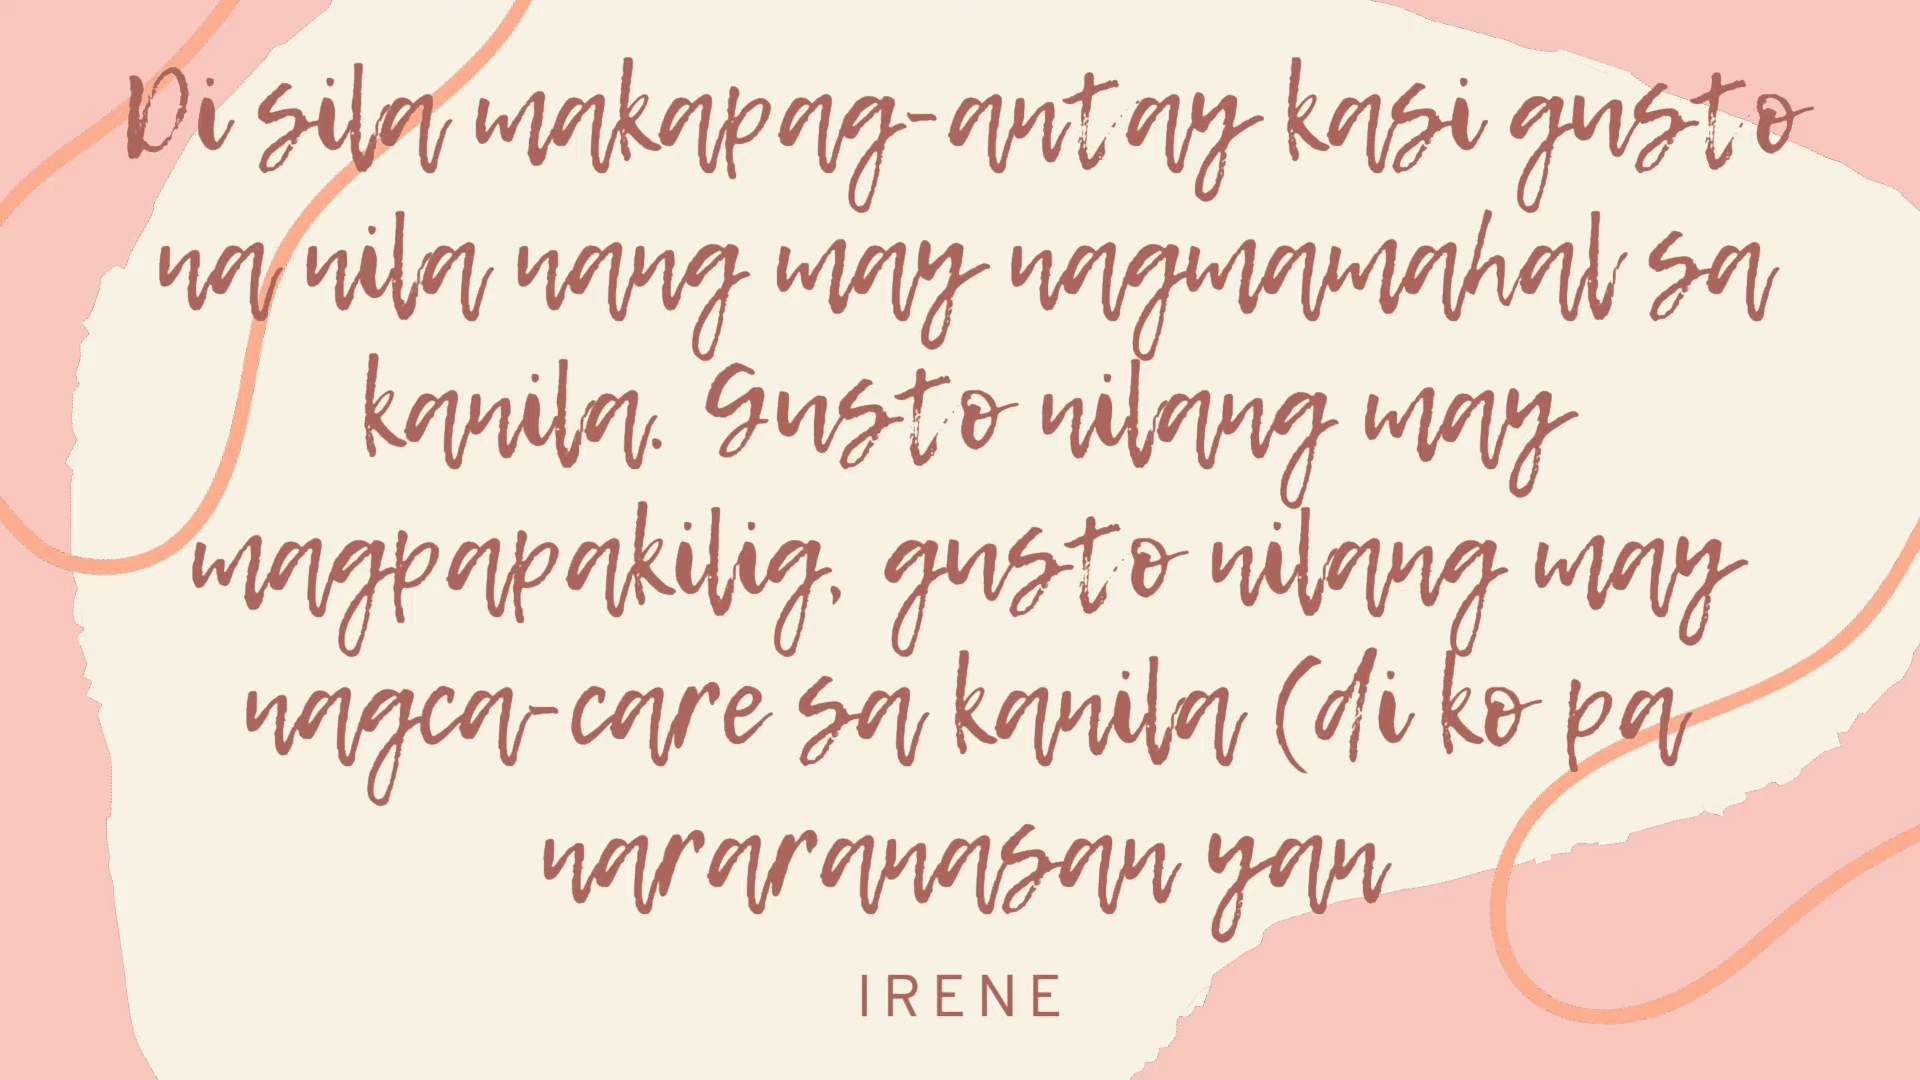 Di sila makapag-antay kasi gusto
na nila nang may nagmamahal sa
kanila. Gusto nilang may
magpapakilig, gusto nilang may
nagca-care sa kanila (di ko pa
nararanasan yan
IRENE